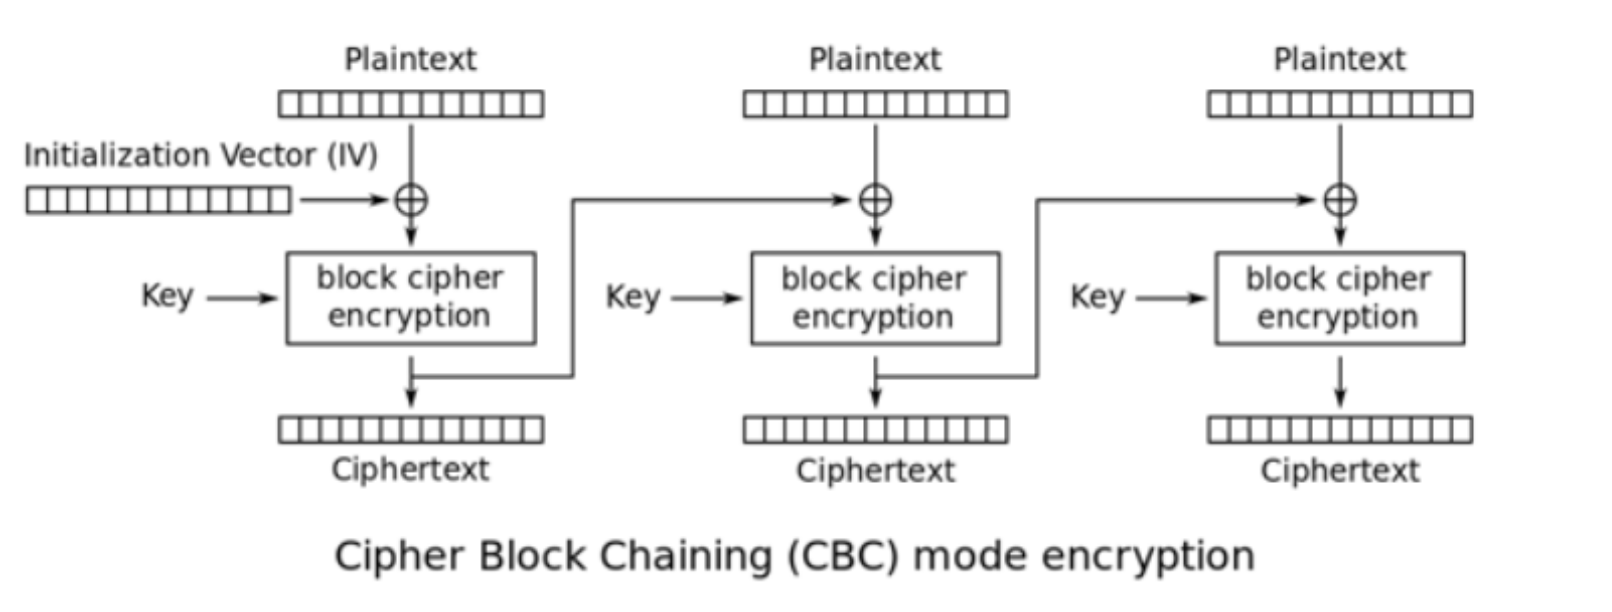 Plaintext
Plaintext
Plaintext
Initialization Vector (IV)
Key
block cipher
encryption
Key
block cipher
encryption
Key
block cipher
encryption
Ciphertext
Ciphertext
Ciphertext
Cipher Block Chaining (CBC) mode encryption